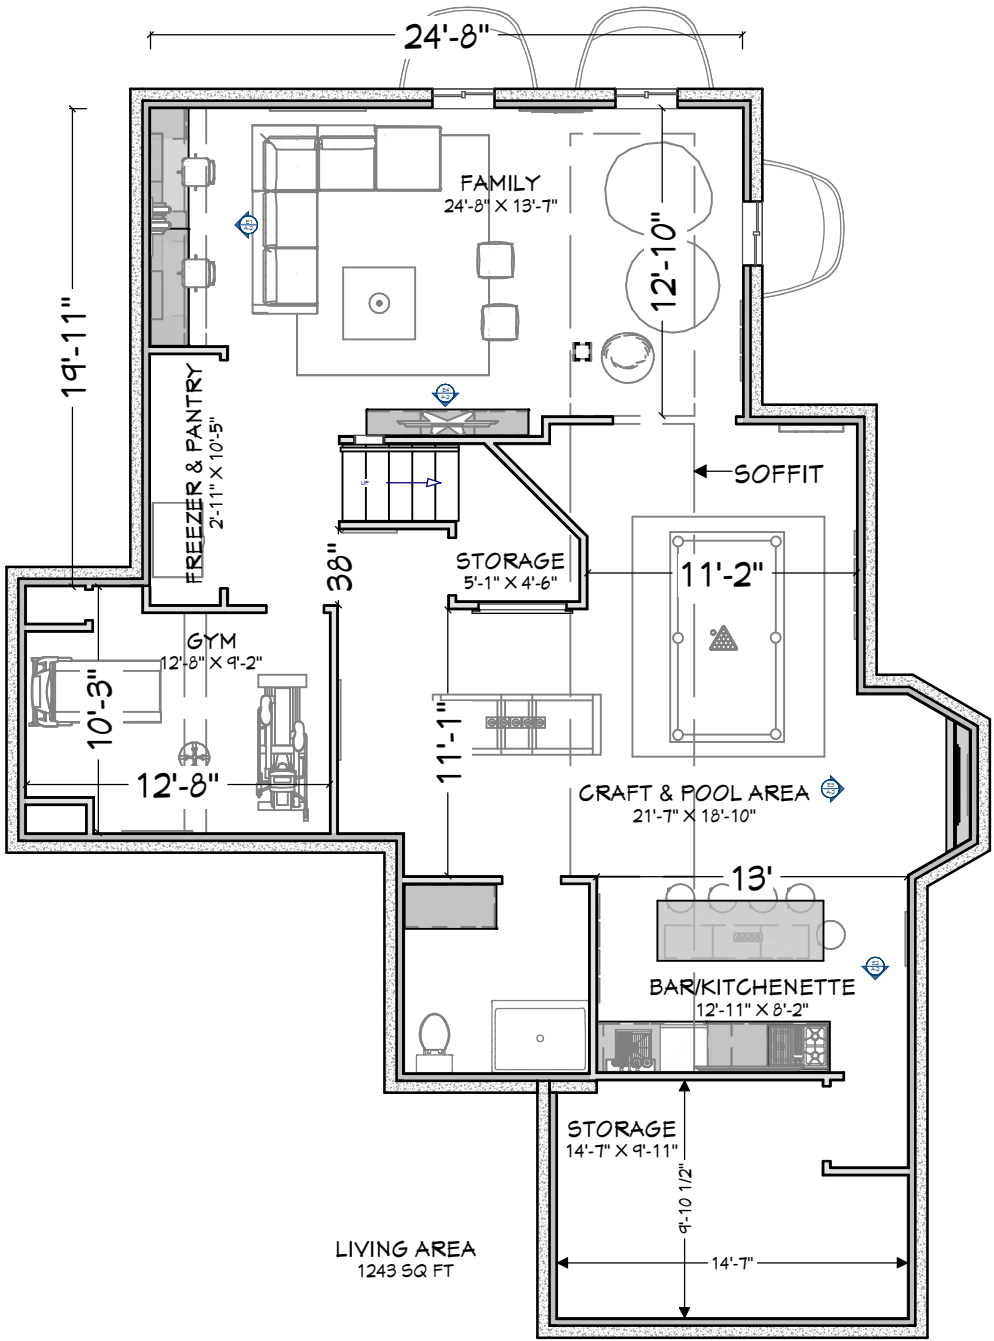 24'-8"
FAMILY
24'-8" X 13'-7"
12'-10"
19'-11"
FREEZER & PANTRY
2'-11" X 10'-5"
SOFFIT
UP
STORAGE
5'-1" X 4'-6"
38"
11'-2"
GYM
12'-8" X 9'-2"
10'-3"
12'-8"
11'-1"
CRAFT & POOL AREA
21'-7" X 18'-10"
13'
BAR/KITCHENETTE
12'-11" X 8'-2"
STORAGE
14'-7" X 9'-11"
9'-10 1/2"
14'-7"
LIVING AREA
1243 SQ FT